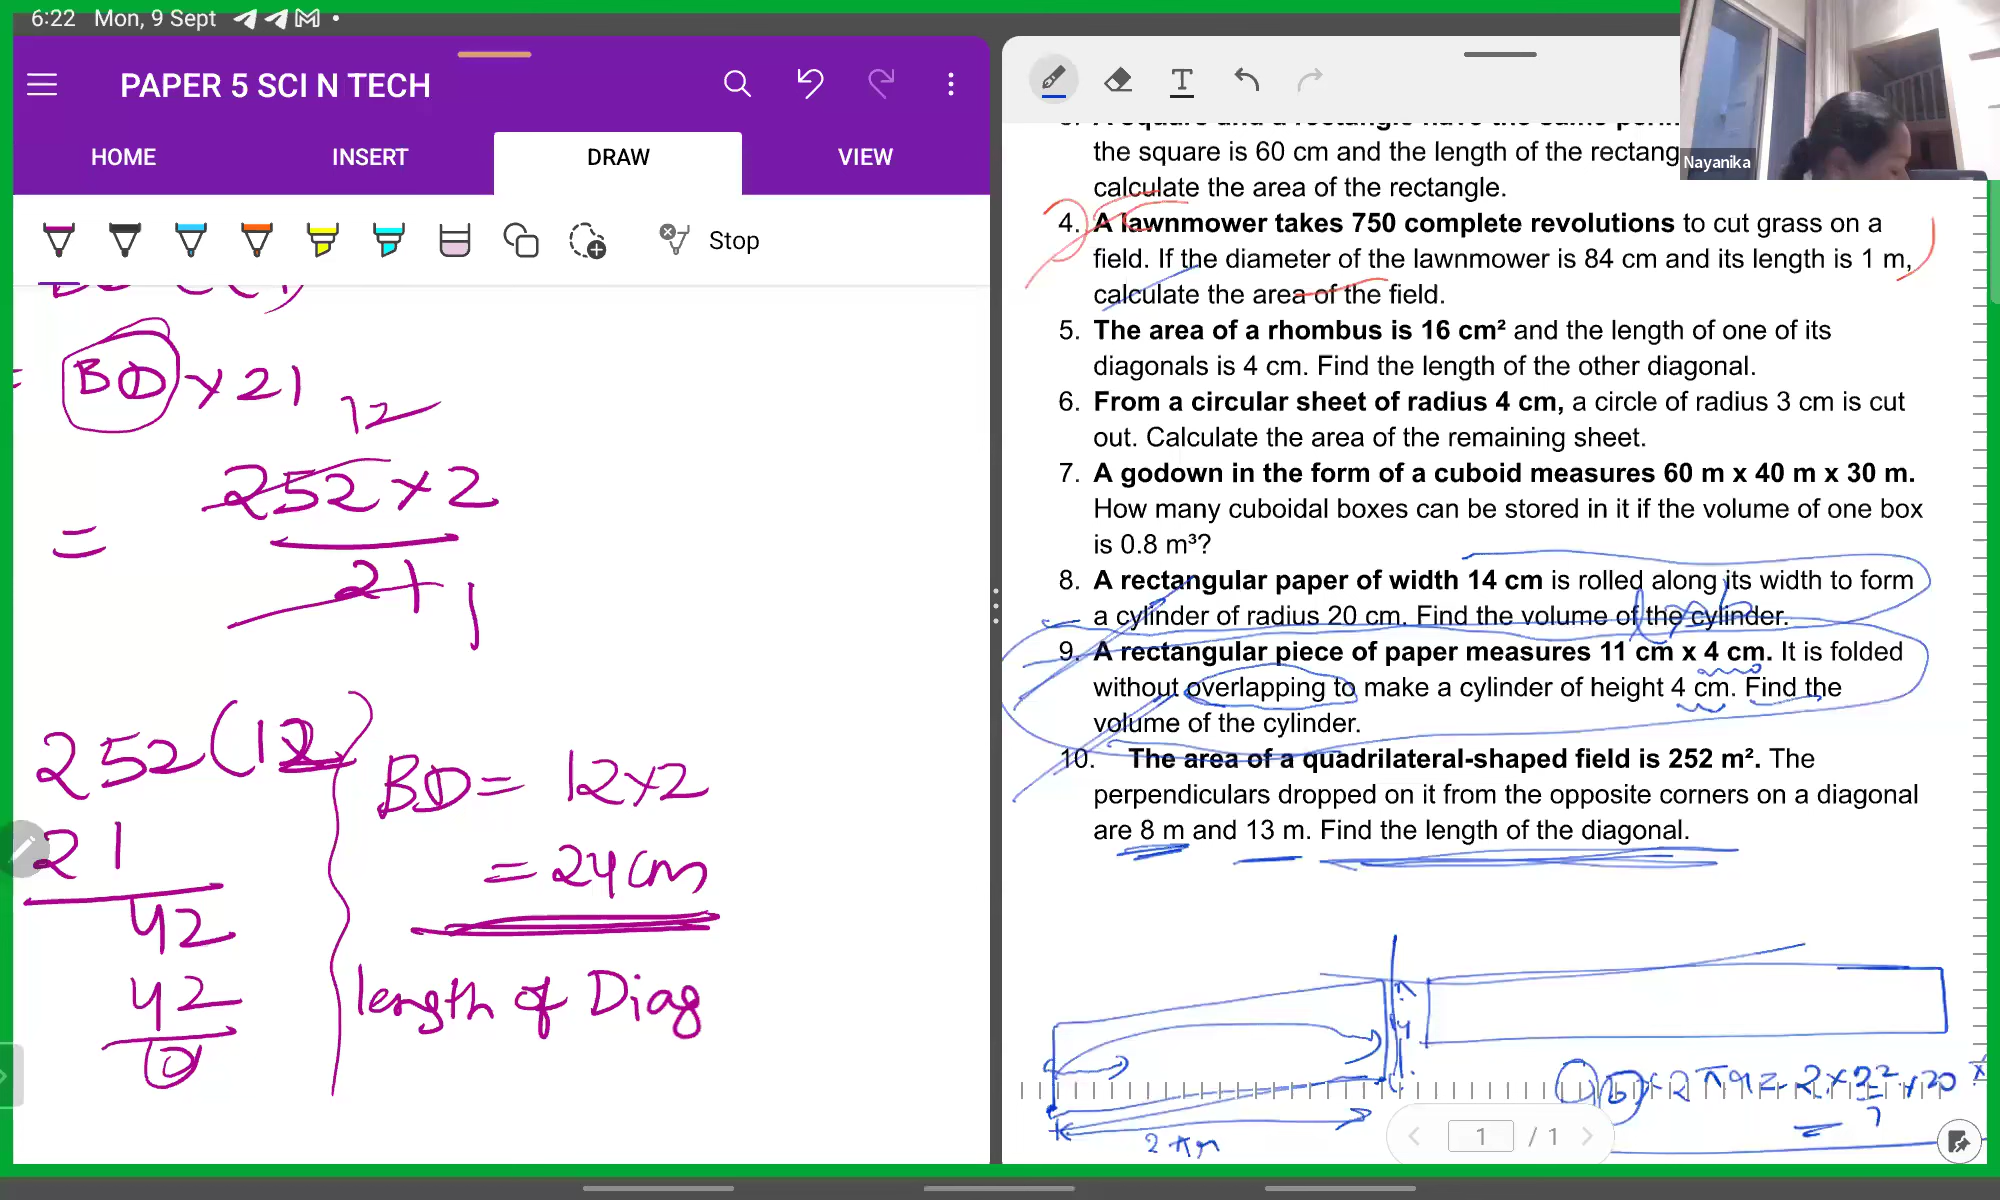 6:22 Mon, 9 Sept
PAPER 5 SCI N TECH
HOME INSERT DRAW VIEW
Stop
= BD × 21
12
= 252 × 2
21 1
252 (12
21
42
42
0
BD = 12×2
= 24 cm
length of Diag
Nayanika
the square is 60 cm and the length of the rectang
calculate the area of the rectangle.
4. A lawnmower takes 750 complete revolutions to cut grass on a
field. If the diameter of the lawnmower is 84 cm and its length is 1 m,
calculate the area of the field.
5. The area of a rhombus is 16 cm² and the length of one of its
diagonals is 4 cm. Find the length of the other diagonal.
6. From a circular sheet of radius 4 cm, a circle of radius 3 cm is cut
out. Calculate the area of the remaining sheet.
7. A godown in the form of a cuboid measures 60 m x 40 m x 30 m.
How many cuboidal boxes can be stored in it if the volume of one box
is 0.8 m³?
8. A rectangular paper of width 14 cm is rolled along its width to form
a cylinder of radius 20 cm. Find the volume of the cylinder.
9. A rectangular piece of paper measures 11 cm x 4 cm. It is folded
without overlapping to make a cylinder of height 4 cm. Find the
volume of the cylinder.
10. The area of a quadrilateral-shaped field is 252 m². The
perpendiculars dropped on it from the opposite corners on a diagonal
are 8 m and 13 m. Find the length of the diagonal.
2πr
1 / 1